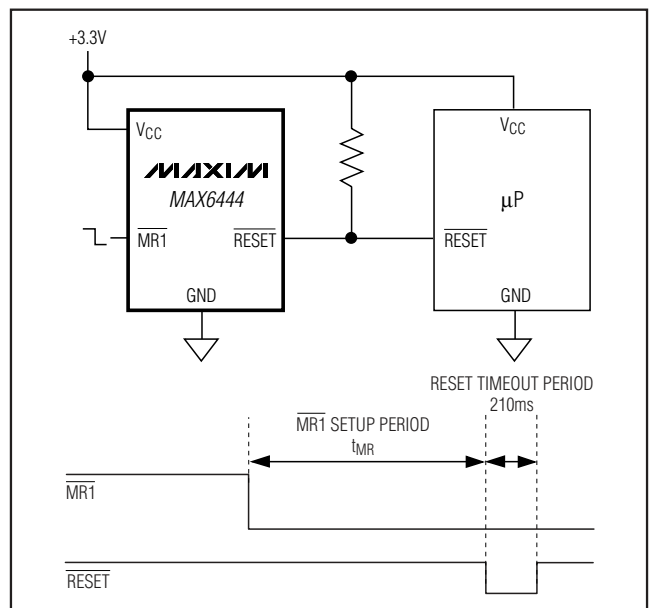 +3.3V
VCC
MAXIM
MAX6444
MR1
RESET
GND
VCC
μP
RESET
GND
RESET TIMEOUT PERIOD
210ms
MR1 SETUP PERIOD
tMR
MR1
RESET